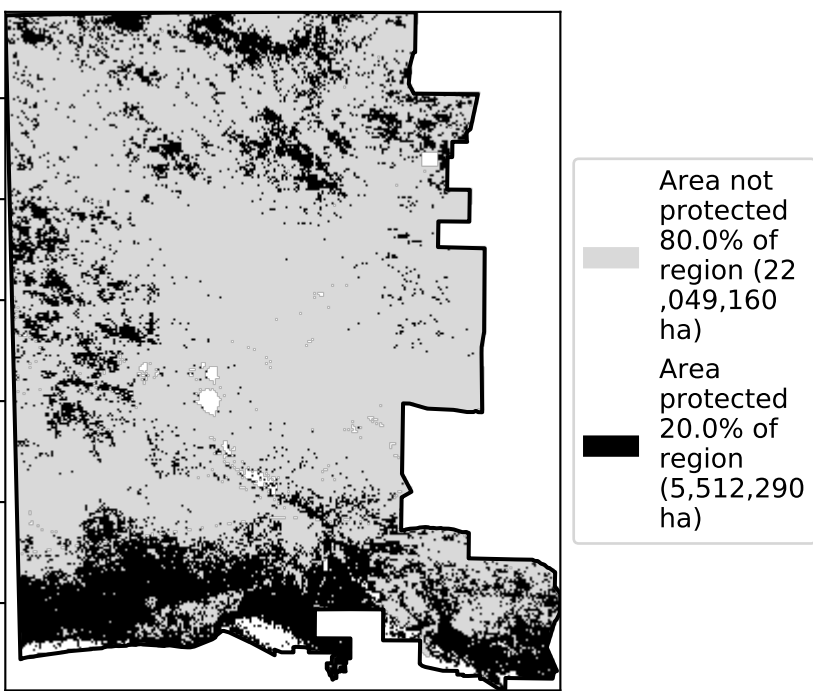 Area not
protected
80.0% of
region (22
,049,160
ha)
Area
protected
20.0% of
region
(5,512,290
ha)